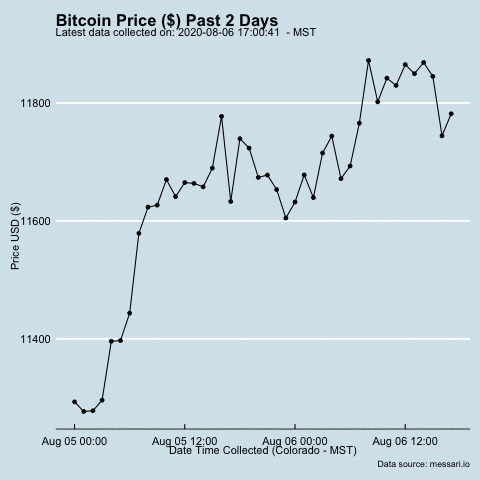 Bitcoin Price ($) Past 2 Days
Latest data collected on: 2020-08-06 17:00:41  - MST
11800
11600
11400
Price USD ($)
Aug 05 00:00 Aug 05 12:00 Aug 06 00:00 Aug 06 12:00
Date Time Collected (Colorado - MST)
Data source: messari.io